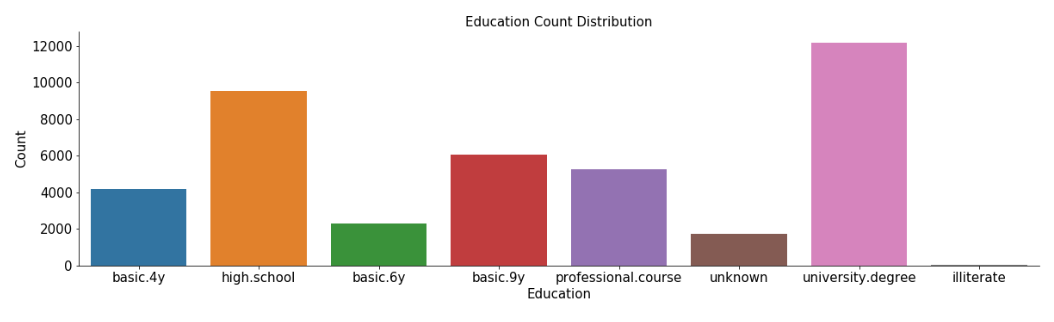 Education Count Distribution
Count
12000
10000
8000
6000
4000
2000
0
basic.4y high.school basic.6y basic.9y professional.course unknown university.degree illiterate
Education